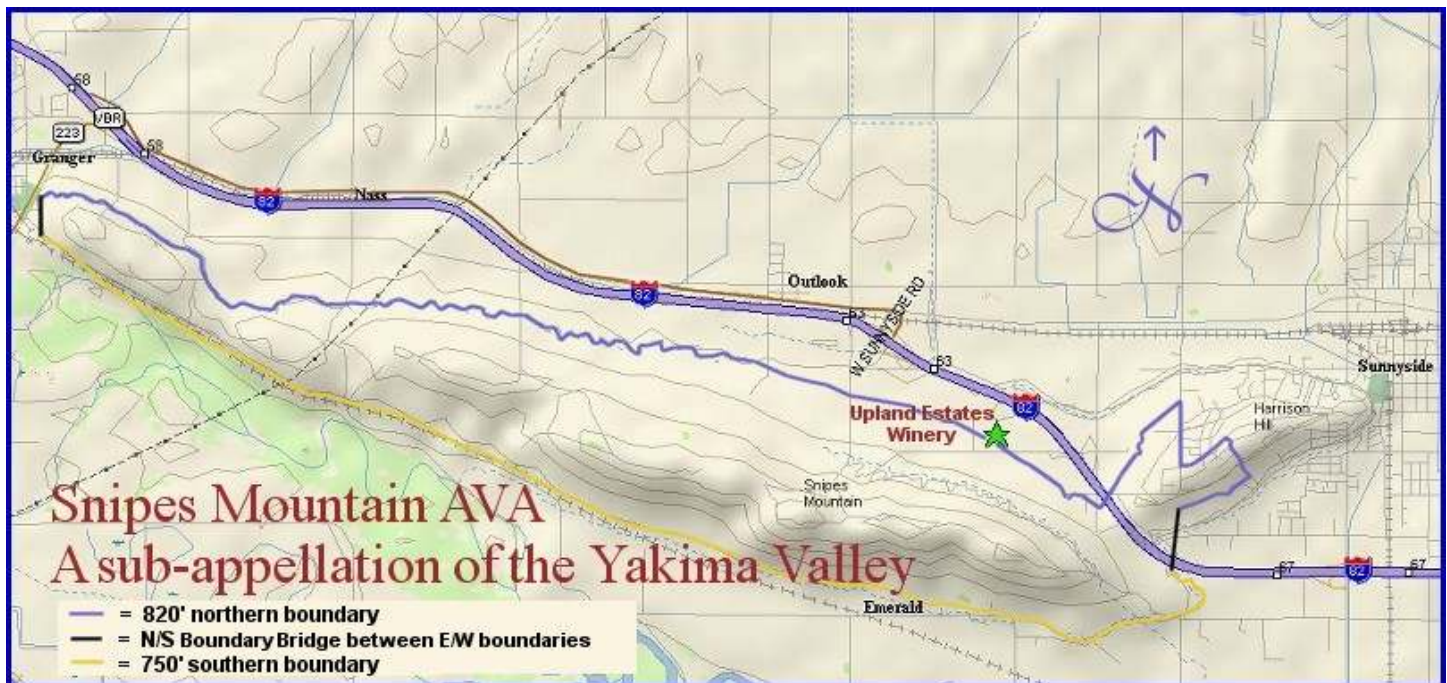 58
VBR
223
58
Granger
82
Nass
N
Outlook
82
63
W. SUNNYSIDE RD
63
Sunnyside
82
Upland Estates
Winery
Harrison
Hill
Snipes
Mountain
Snipes Mountain AVA
A sub-appellation of the Yakima Valley
67
82
67
Emerald
= 820' northern boundary
= N/S Boundary Bridge between E/W boundaries
= 750' southern boundary